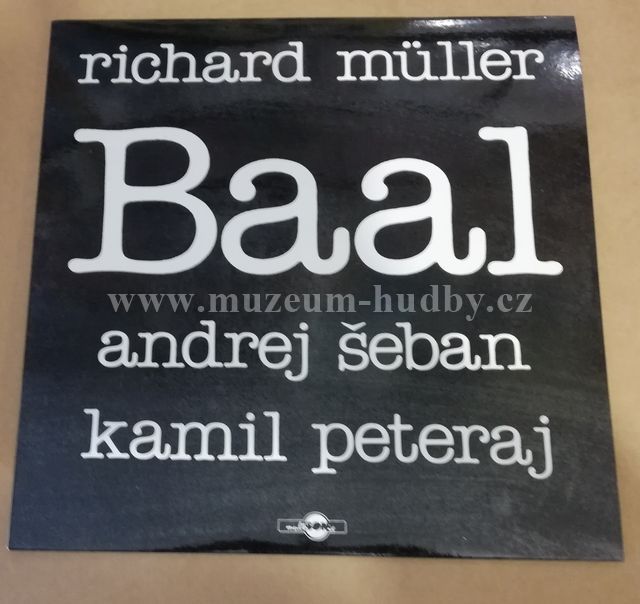 richard müller
Baal
www.muzeum-hudby.cz
andrej šeban
kamil peteraj